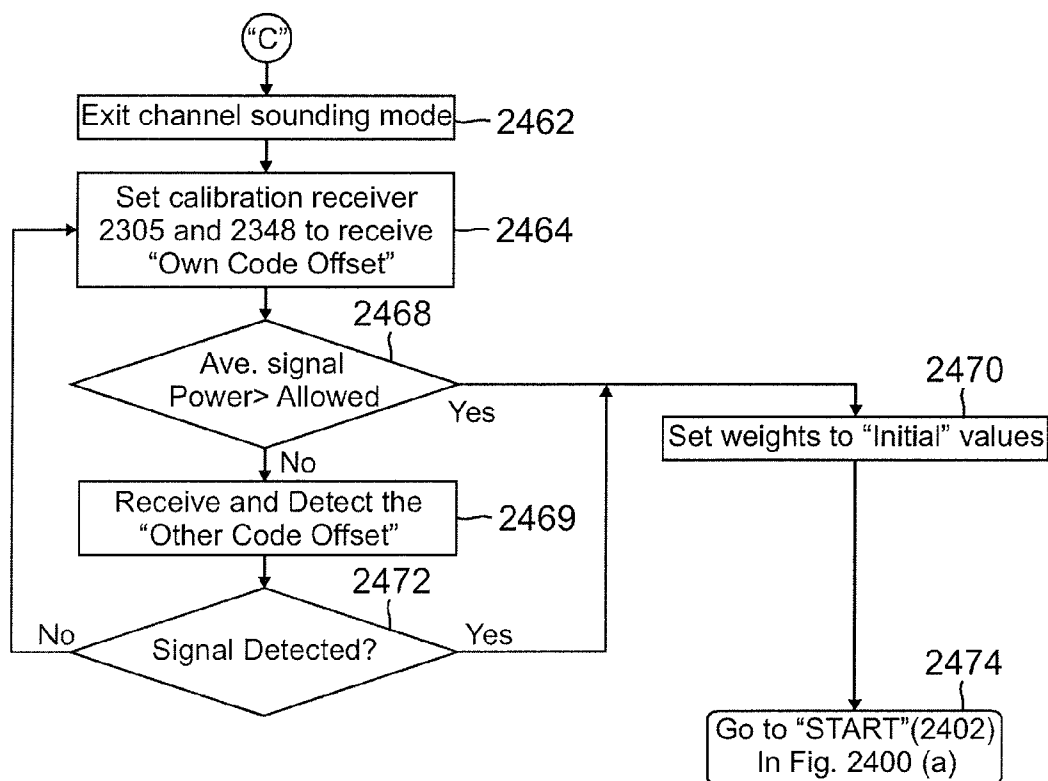 “C”
Exit channel sounding mode
2462
Set calibration receiver
2305 and 2348 to receive
“Own Code Offset”
2464
2468
Ave. signal
Power> Allowed
Yes
No
2470
Set weights to “Initial” values
Receive and Detect the
“Other Code Offset”
2469
2472
No
Signal Detected?
Yes
2474
Go to “START”(2402)
In Fig. 2400 (a)